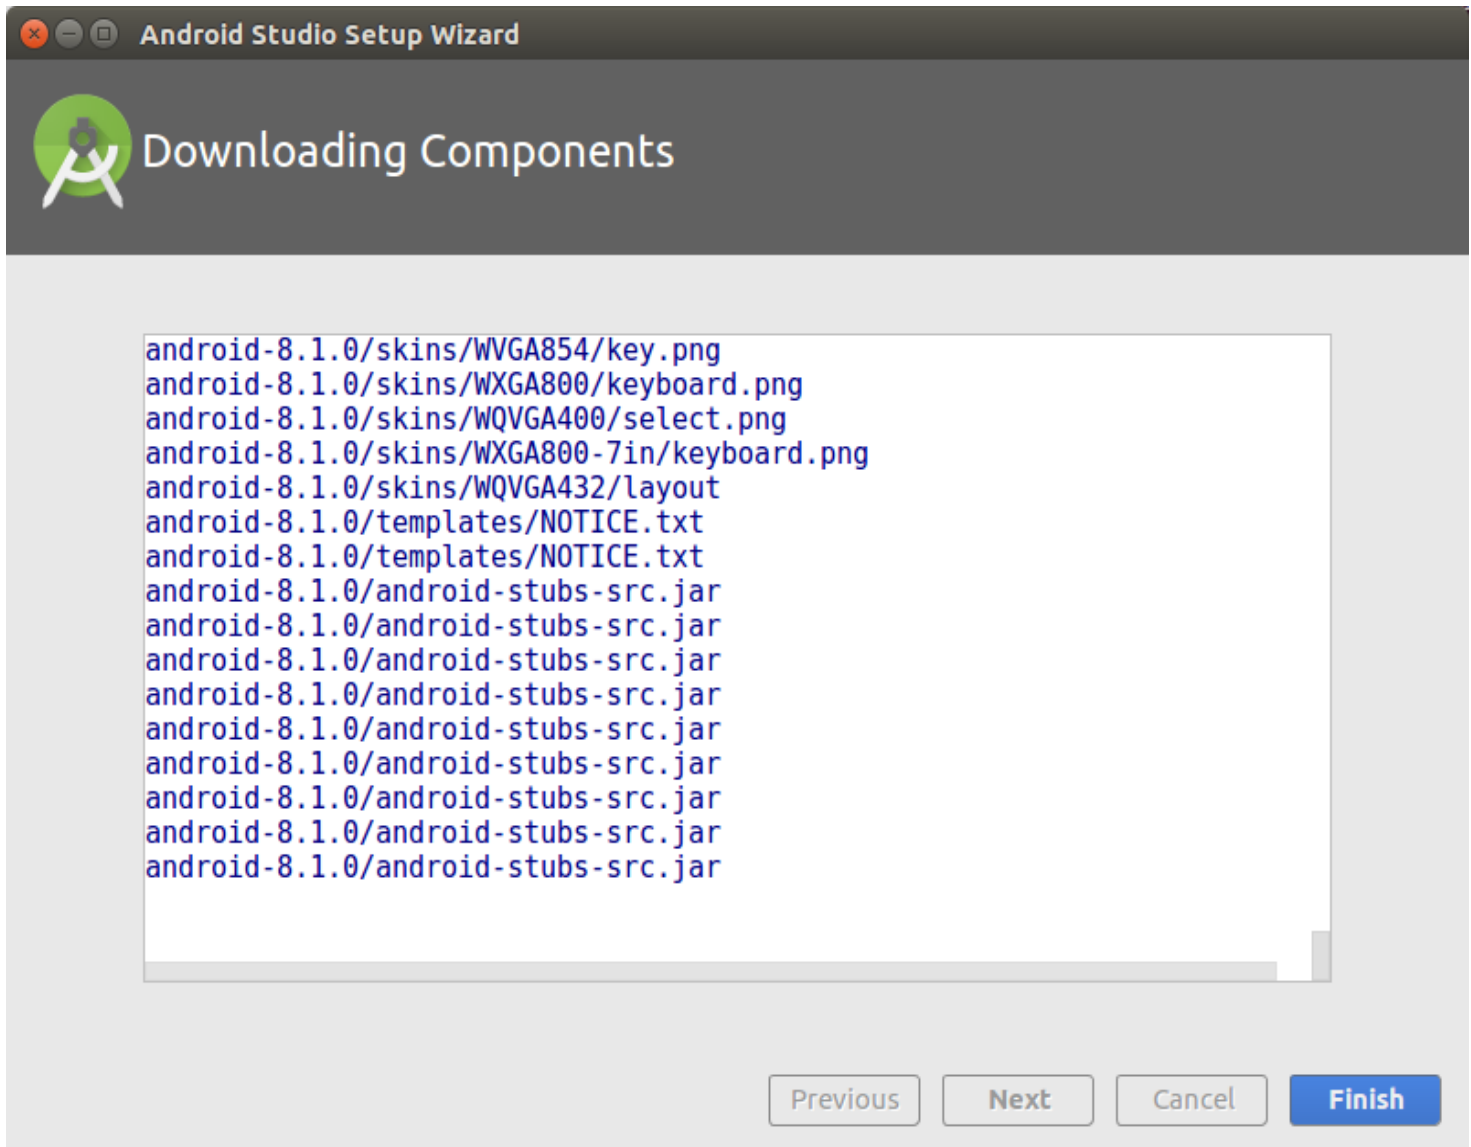 Android Studio Setup Wizard
Downloading Components
android-8.1.0/skins/WVGA854/key.png
android-8.1.0/skins/WXGA800/keyboard.png
android-8.1.0/skins/WQVGA400/select.png
android-8.1.0/skins/WXGA800-7in/keyboard.png
android-8.1.0/skins/WQVGA432/layout
android-8.1.0/templates/NOTICE.txt
android-8.1.0/templates/NOTICE.txt
android-8.1.0/android-stubs-src.jar
android-8.1.0/android-stubs-src.jar
android-8.1.0/android-stubs-src.jar
android-8.1.0/android-stubs-src.jar
android-8.1.0/android-stubs-src.jar
android-8.1.0/android-stubs-src.jar
android-8.1.0/android-stubs-src.jar
android-8.1.0/android-stubs-src.jar
android-8.1.0/android-stubs-src.jar
Previous Next Cancel Finish